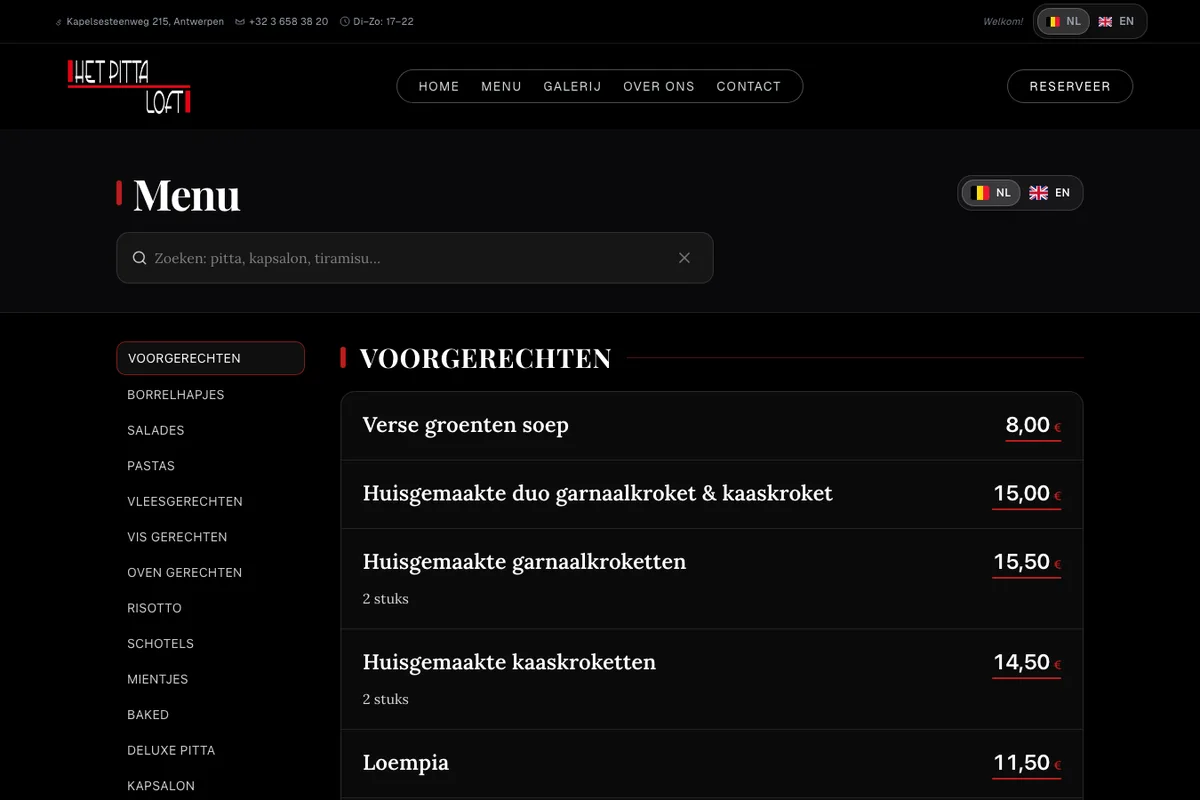 Kapelsesteenweg 215, Antwerpen +32 3 658 38 20 Di–Zo: 17–22
Welkom! NL EN
HET PITTA
LOFT
HOME MENU GALERIJ OVER ONS CONTACT
RESERVEER
Menu
NL EN
Zoeken: pitta, kapsalon, tiramisu…
VOORGERECHTEN
BORRELHAPJES
SALADES
PASTAS
VLEESGERECHTEN
VIS GERECHTEN
OVEN GERECHTEN
RISOTTO
SCHOTELS
MIENTJES
BAKED
DELUXE PITTA
KAPSALON
VOORGERECHTEN
Verse groenten soep 8,00 €
Huisgemaakte duo garnaalkroket & kaaskroket 15,00 €
Huisgemaakte garnaalkroketten 15,50 €
2 stuks
Huisgemaakte kaaskroketten 14,50 €
2 stuks
Loempia 11,50 €